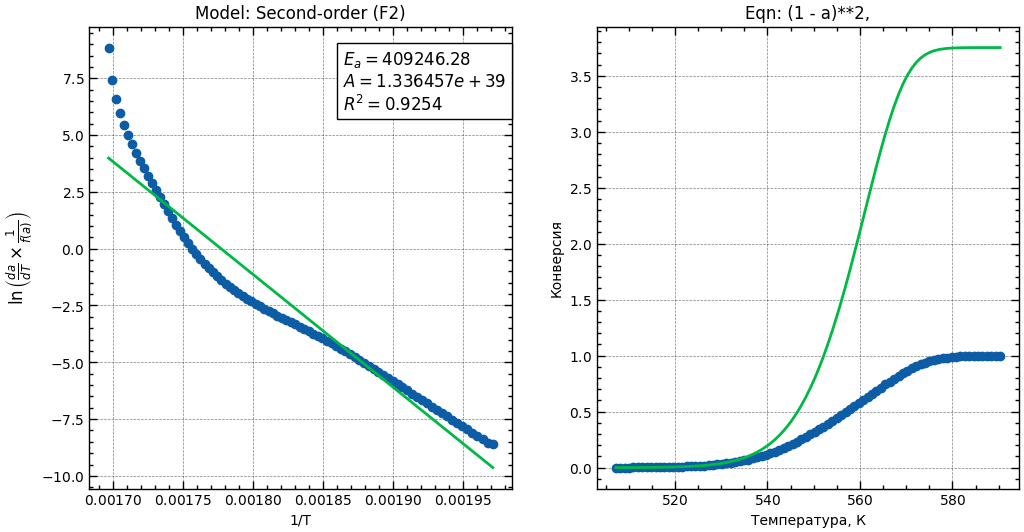 Model: Second-order (F2)
E_a = 409246.28
A = 1.336457e + 39
R^2 = 0.9254
7.5
5.0
2.5
0.0
−2.5
−5.0
−7.5
−10.0
ln (da/dT × 1/f(a))
0.00170 0.00175 0.00180 0.00185 0.00190 0.00195
1/T
Eqn: (1 - a)**2,
3.5
3.0
2.5
2.0
1.5
1.0
0.5
0.0
Конверсия
520 540 560 580
Температура, К